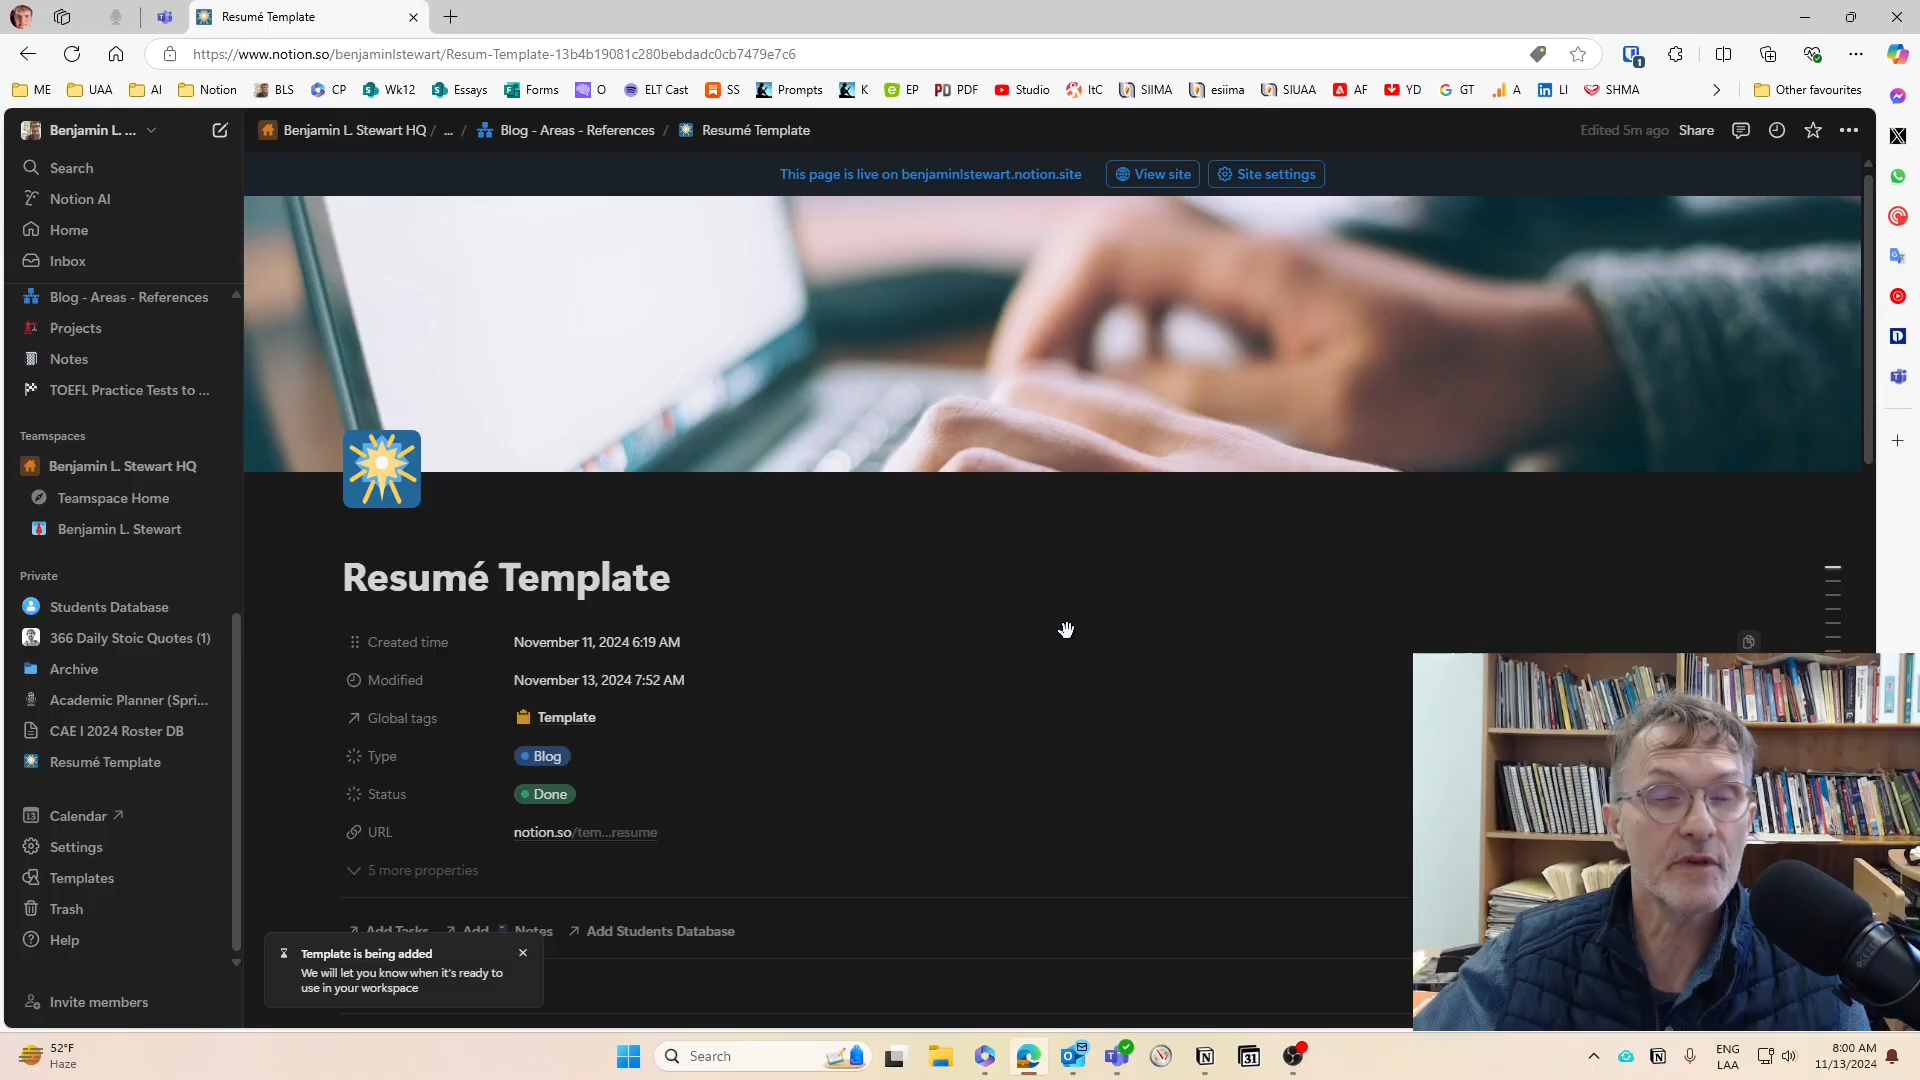 Resumé Template
https://www.notion.so/benjaminlstewart/Resum-Template-13b4b19081c280bebdadc0cb7479e7c6
1
ME UAA AI Notion BLS CP Wk12 Essays Forms O ELT Cast SS Prompts K EP PDF Studio ItC SIIMA esiima SIUAA AF YD GT A LI SHMA Other favourites
Benjamin L. ...
Benjamin L. Stewart HQ / ... / Blog - Areas - References / Resumé Template
Edited 5m ago Share
This page is live on benjaminlstewart.notion.site View site Site settings
Search
Notion AI
Home
Inbox
Blog - Areas - References
Projects
Notes
TOEFL Practice Tests to ...
Teamspaces
Benjamin L. Stewart HQ
Teamspace Home
Benjamin L. Stewart
Private
Students Database
366 Daily Stoic Quotes (1)
Archive
Academic Planner (Spri...
CAE I 2024 Roster DB
Resumé Template
13 Calendar
Settings
Templates
Trash
Help
Invite members
Resumé Template
Created time November 11, 2024 6:19 AM
Modified November 13, 2024 7:52 AM
Global tags Template
Type Blog
Status Done
URL notion.so/tem...resume
5 more properties
Add Tasks Add Notes Add Students Database
Template is being added
We will let you know when it's ready to
use in your workspace
52°F
Haze
Search
31
ENG
LAA
8:00 AM
11/13/2024